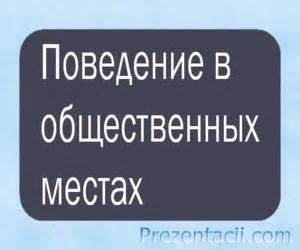 Поведение в
общественных
местах
Prezentacii.com